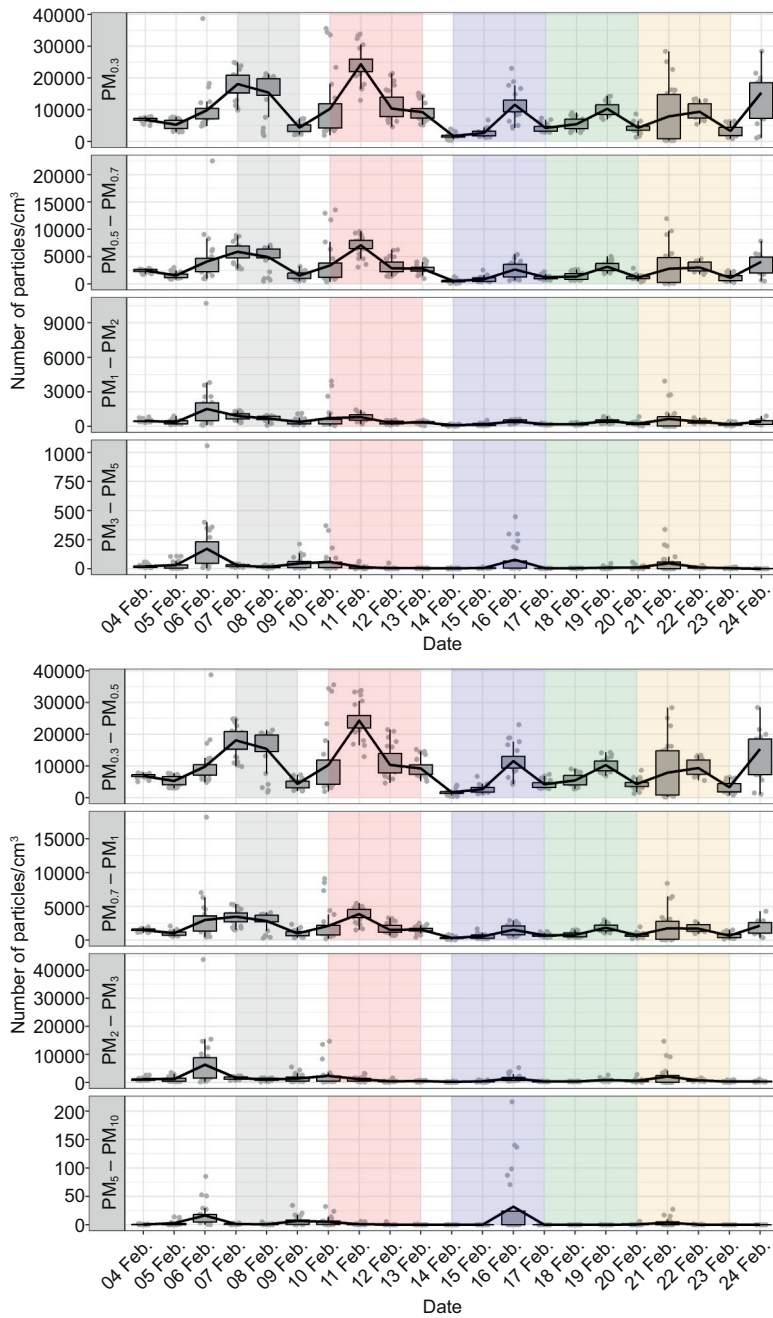 Number of particles/cm³
PM₀.₃
40000
30000
20000
10000
0
PM₀.₅ – PM₀.₇
20000
15000
10000
5000
0
PM₁ – PM₂
9000
6000
3000
0
PM₃ – PM₅
1000
750
500
250
0
04 Feb.
05 Feb.
06 Feb.
07 Feb.
08 Feb.
09 Feb.
10 Feb.
11 Feb.
12 Feb.
13 Feb.
14 Feb.
15 Feb.
16 Feb.
17 Feb.
18 Feb.
19 Feb.
20 Feb.
21 Feb.
22 Feb.
23 Feb.
24 Feb.
Date
Number of particles/cm³
PM₀.₃ – PM₀.₅
40000
30000
20000
10000
0
PM₀.₇ – PM₁
15000
10000
5000
0
PM₂ – PM₃
40000
30000
20000
10000
0
PM₅ – PM₁₀
200
150
100
50
0
04 Feb.
05 Feb.
06 Feb.
07 Feb.
08 Feb.
09 Feb.
10 Feb.
11 Feb.
12 Feb.
13 Feb.
14 Feb.
15 Feb.
16 Feb.
17 Feb.
18 Feb.
19 Feb.
20 Feb.
21 Feb.
22 Feb.
23 Feb.
24 Feb.
Date